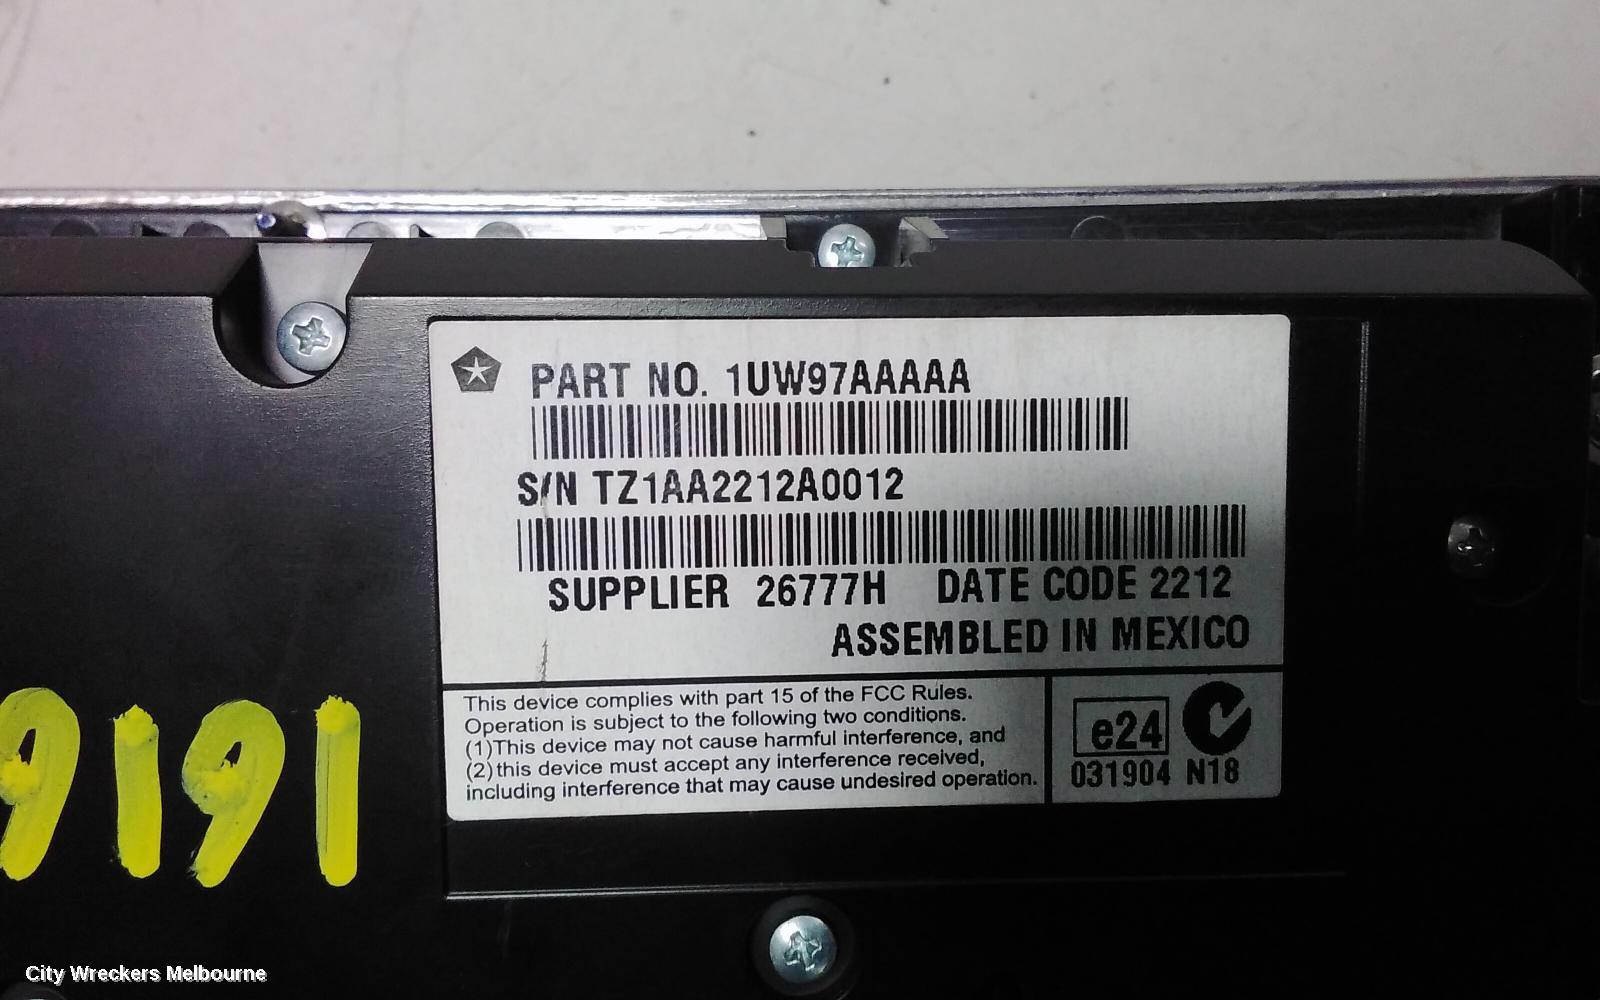 PART NO. 1UW97AAAAA
S/N TZ1AA2212A0012
SUPPLIER 26777H DATE CODE 2212
ASSEMBLED IN MEXICO
This device complies with part 15 of the FCC Rules.
Operation is subject to the following two conditions.
(1)This device may not cause harmful interference, and
(2)this device must accept any interference received,
including interference that may cause undesired operation.
e24
031904 N18
9191
City Wreckers Melbourne